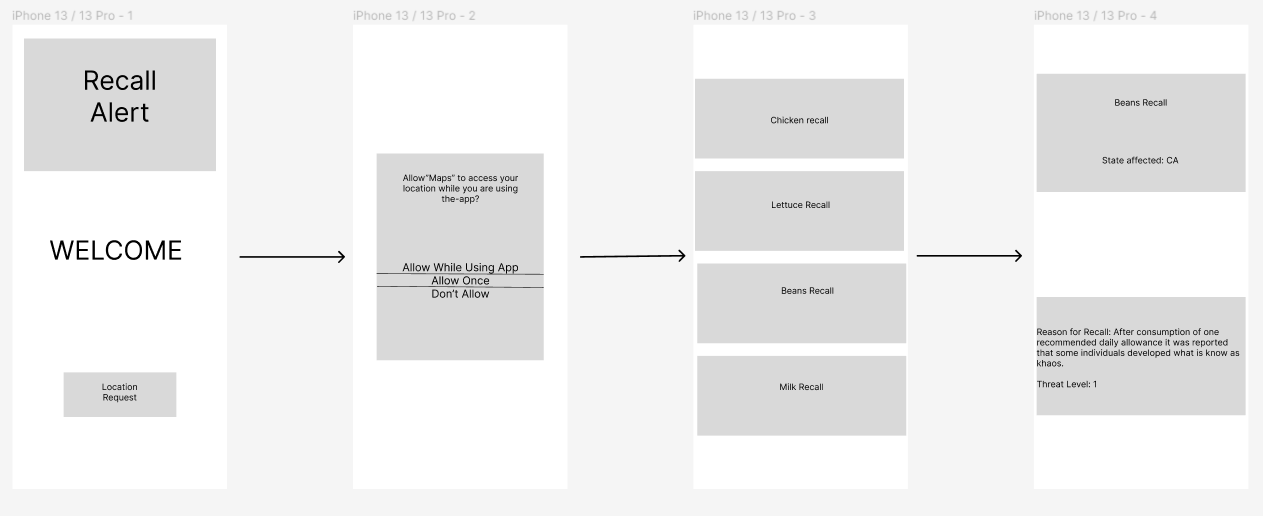 iPhone 13 / 13 Pro - 1
Recall
Alert
WELCOME
Location
Request
iPhone 13 / 13 Pro - 2
Allow"Maps" to access your
location while you are using
the-app?
Allow While Using App
Allow Once
Don't Allow
iPhone 13 / 13 Pro - 3
Chicken recall
Lettuce Recall
Beans Recall
Milk Recall
iPhone 13 / 13 Pro - 4
Beans Recall
State affected: CA
Reason for Recall: After consumption of one
recommended daily allowance it was reported
that some individuals developed what is know as
khaos.
Threat Level: 1